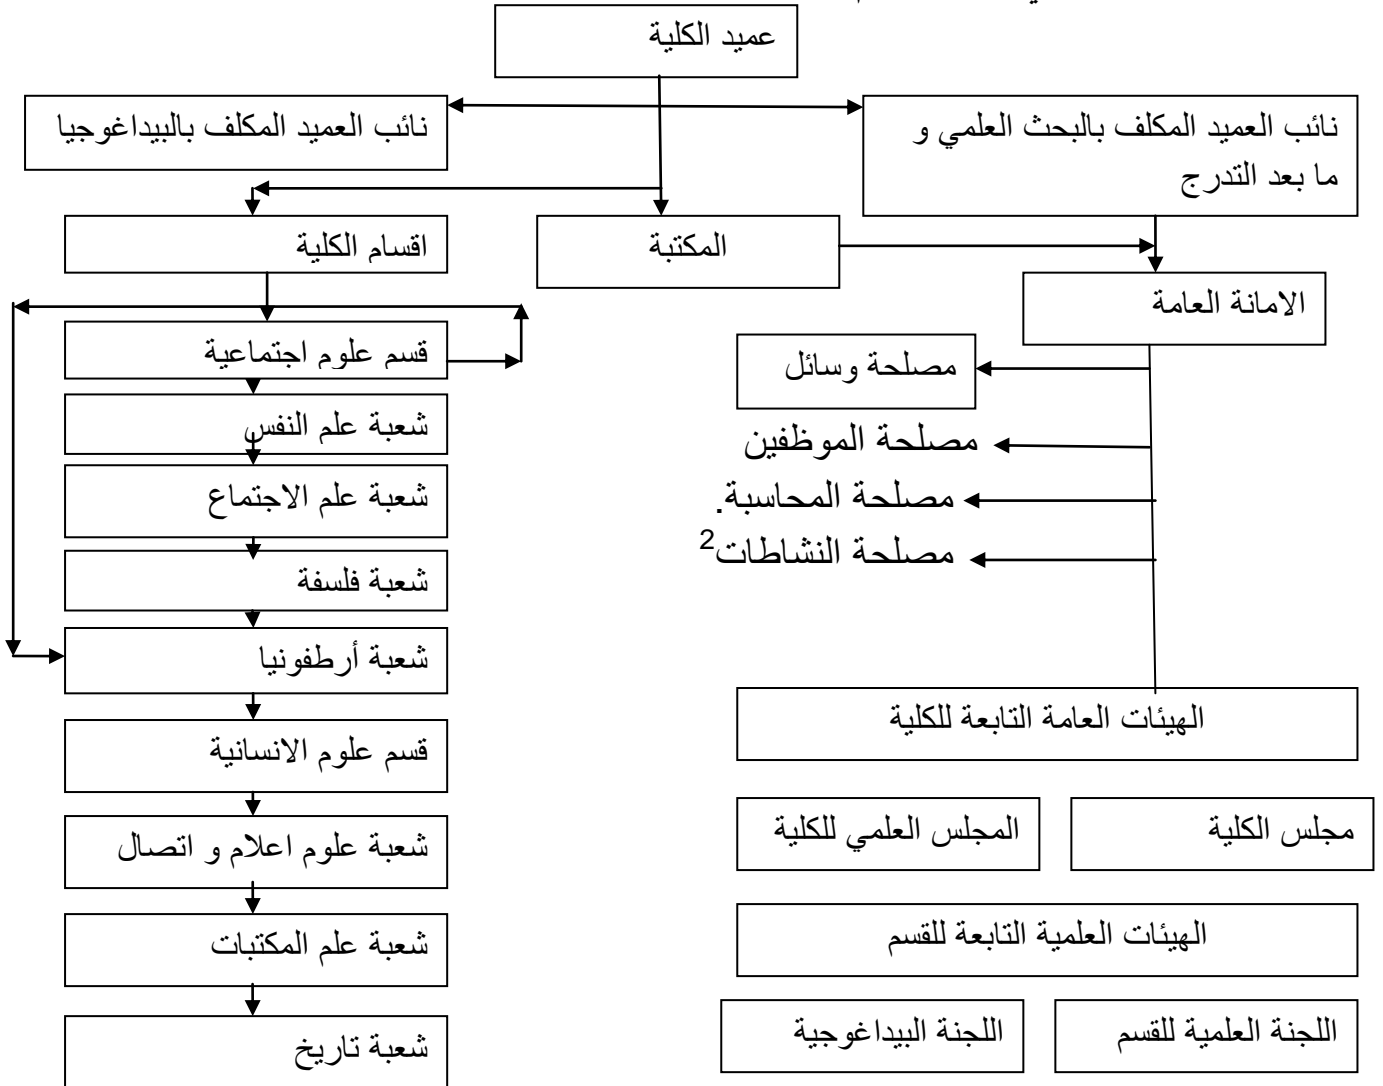 عميد الكلية
نائب العميد المكلف بالبحث العلمي و
ما بعد التدرج
نائب العميد المكلف بالبيداغوجيا
اقسام الكلية
المكتبة
الامانة العامة
قسم علوم اجتماعية
مصلحة وسائل
شعبة علم النفس
مصلحة الموظفين
شعبة علم الاجتماع
مصلحة المحاسبة.
مصلحة النشاطات2
شعبة فلسفة
شعبة أرطفونيا
الهيئات العامة التابعة للكلية
قسم علوم الانسانية
مجلس الكلية
المجلس العلمي للكلية
شعبة علوم اعلام و اتصال
الهيئات العلمية التابعة للقسم
شعبة علم المكتبات
اللجنة العلمية للقسم
اللجنة البيداغوجية
شعبة تاريخ